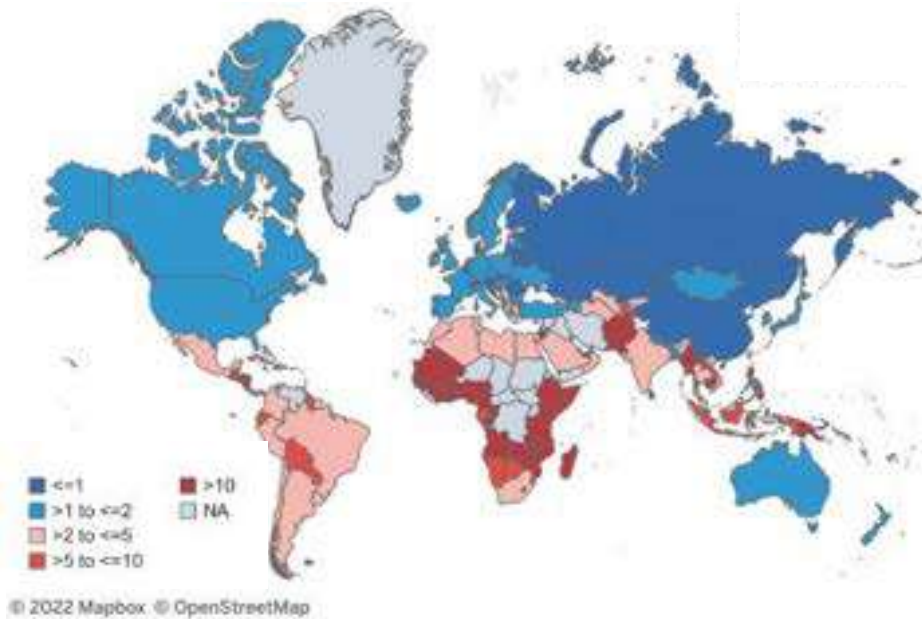 <=1
>1 to <=2
>2 to <=5
>5 to <=10
>10
NA
© 2022 Mapbox © OpenStreetMap